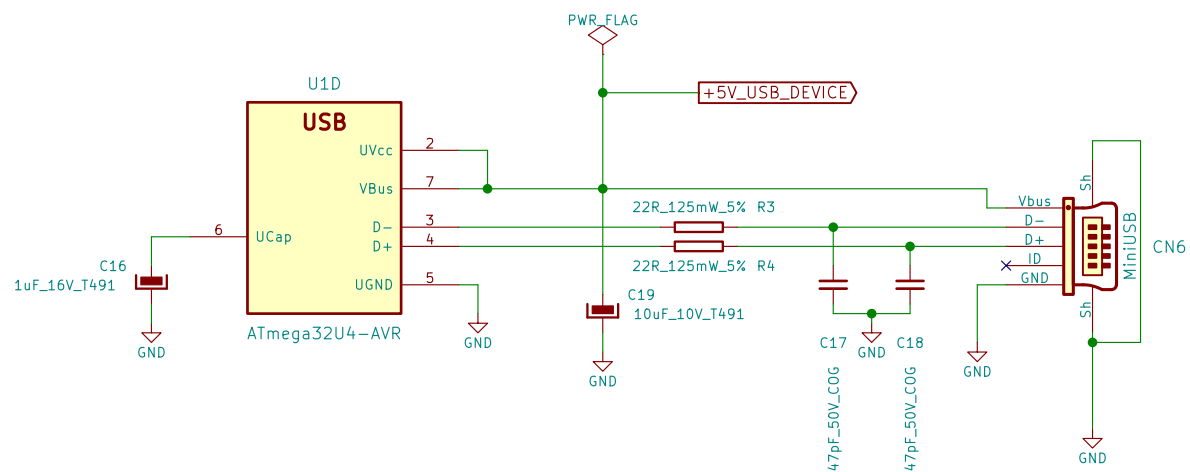 PWR_FLAG
+5V_USB_DEVICE
U1D
USB
UVcc 2
VBus 7
D- 3
D+ 4
UGND 5
6 UCap
ATmega32U4-AVR
C16
1uF_16V_T491
GND
GND
22R_125mW_5% R3
22R_125mW_5% R4
C19
10uF_10V_T491
GND
C17
GND
C18
47pF_50V_COG
47pF_50V_COG
Sh
Vbus
D-
D+
ID
GND
Sh
MiniUSB
CN6
GND
GND